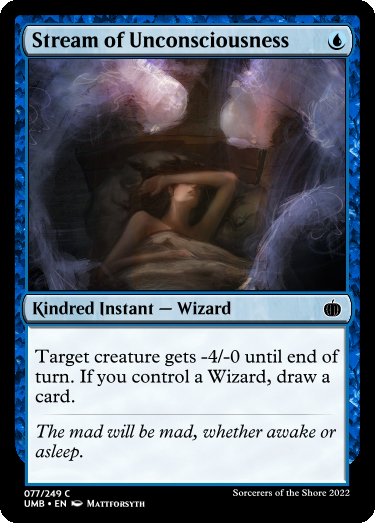 Stream of Unconsciousness
Kindred Instant — Wizard
Target creature gets -4/-0 until end of
turn. If you control a Wizard, draw a
card.
The mad will be mad, whether awake or
asleep.
077/249 C
UMB • EN Mattforsyth
Sorcerers of the Shore 2022